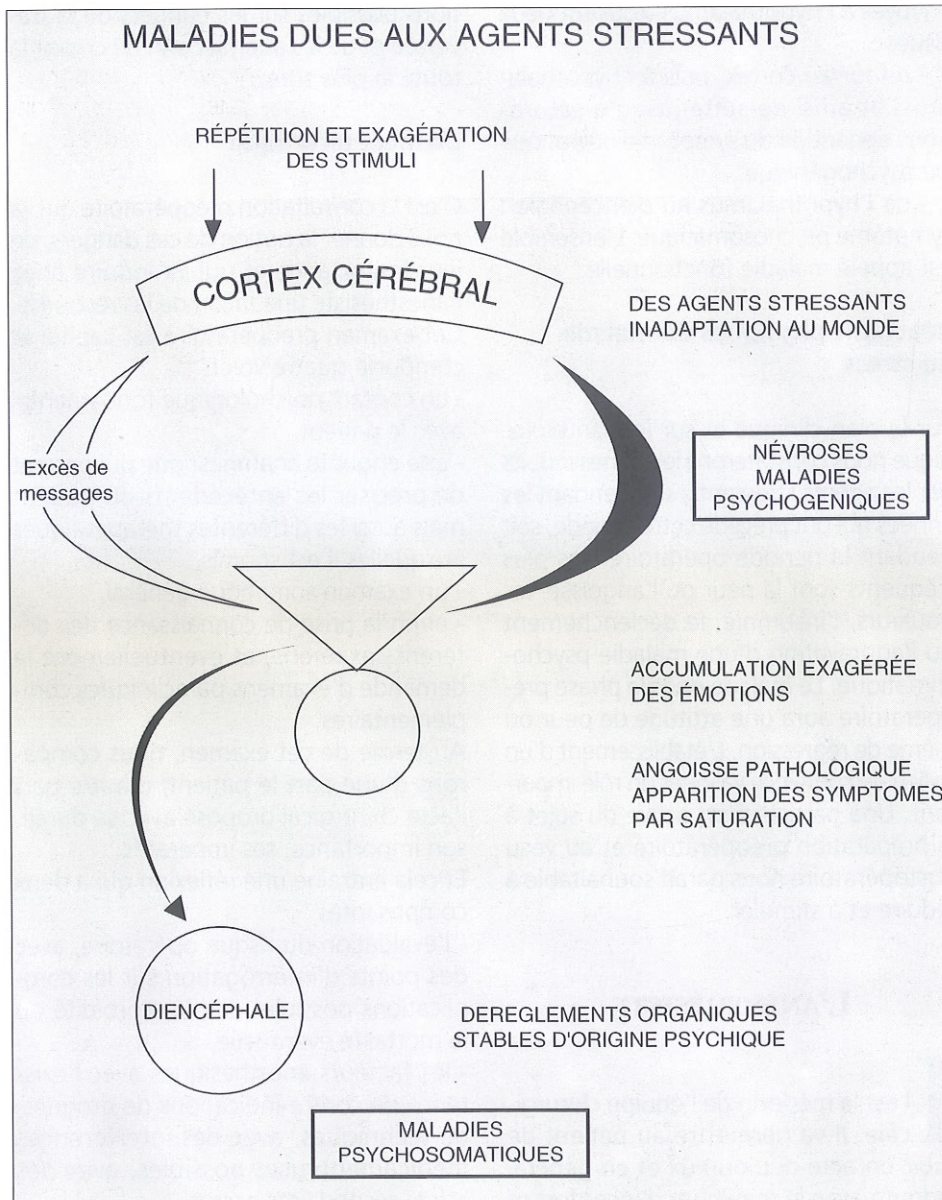 MALADIES DUES AUX AGENTS STRESSANTS
RÉPÉTITION ET EXAGÉRATION
DES STIMULI
CORTEX CÉRÉBRAL
DES AGENTS STRESSANTS
INADAPTATION AU MONDE
NÉVROSES
MALADIES
PSYCHOGÉNIQUES
Excès de
messages
ACCUMULATION EXAGÉRÉE
DES ÉMOTIONS
ANGOISSE PATHOLOGIQUE
APPARITION DES SYMPTOMES
PAR SATURATION
DIENCÉPHALE
DEREGLEMENTS ORGANIQUES
STABLES D'ORIGINE PSYCHIQUE
MALADIES
PSYCHOSOMATIQUES